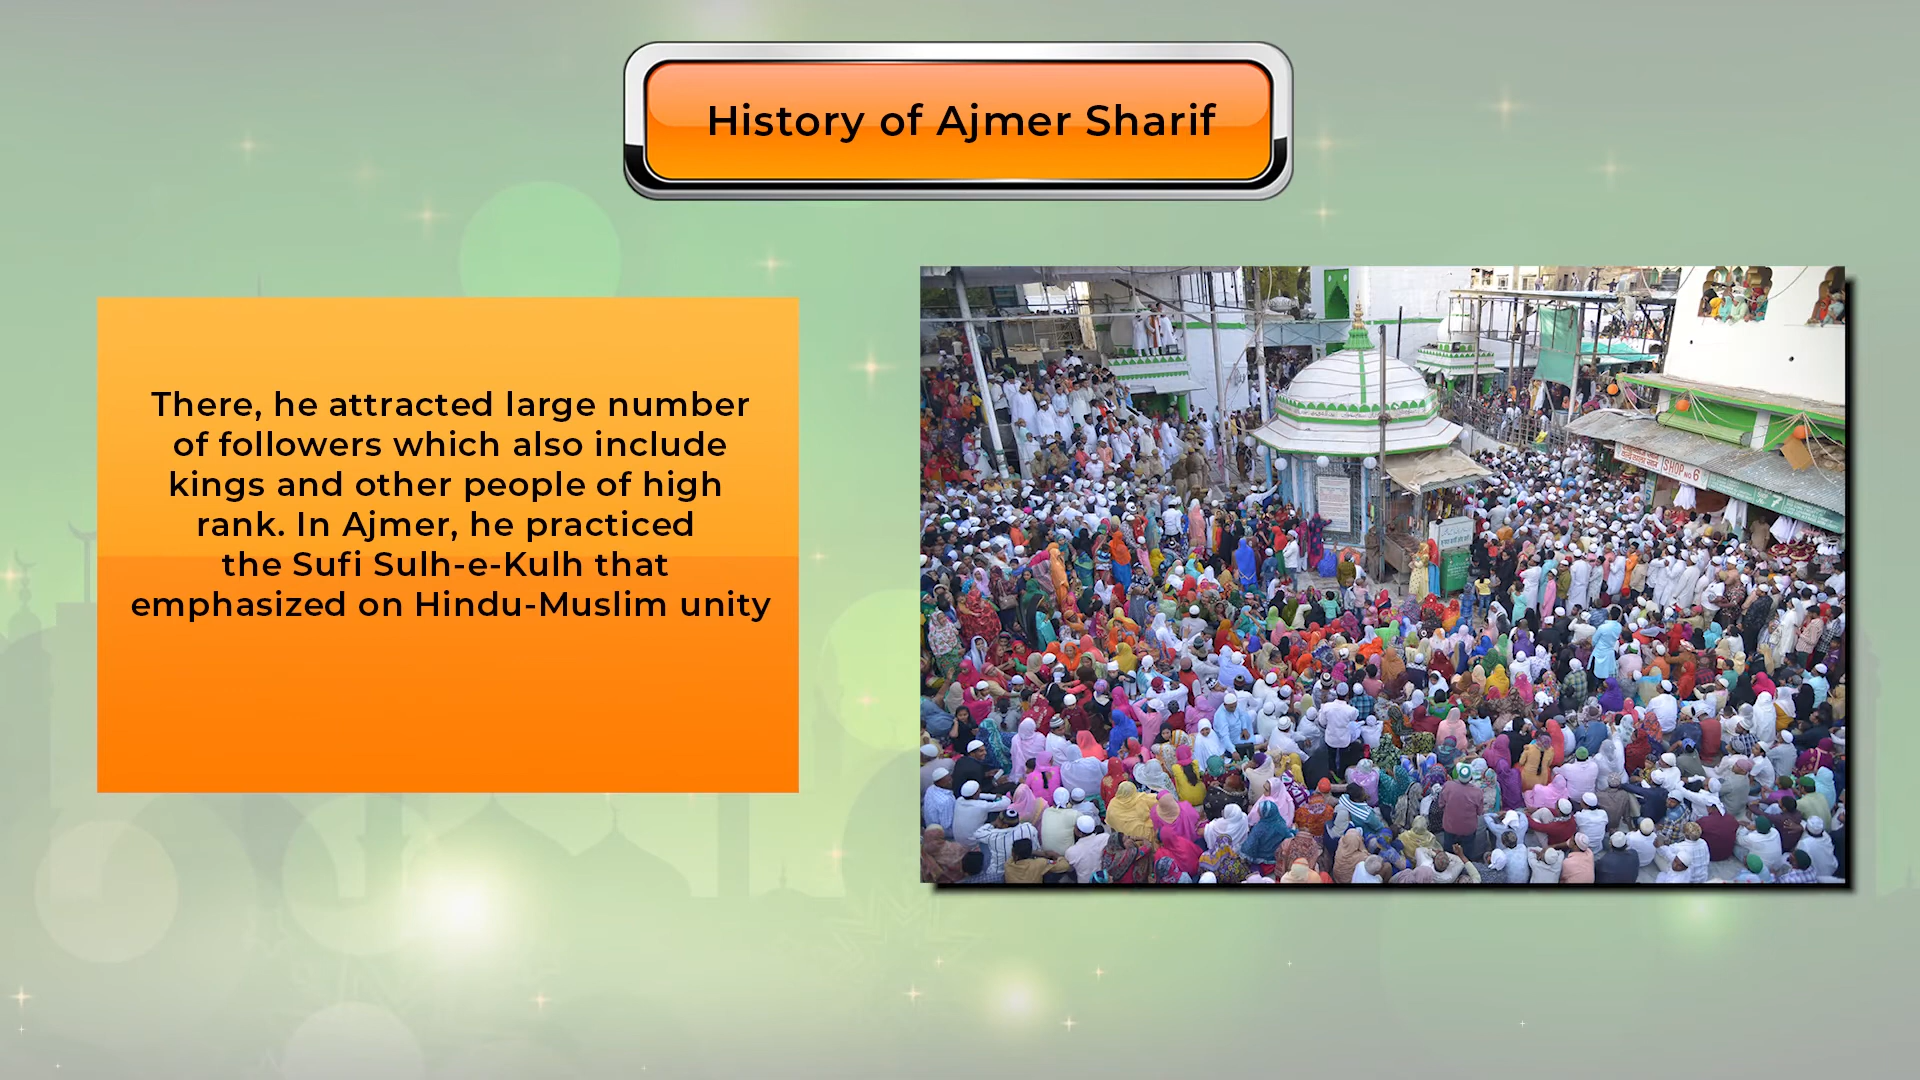 History of Ajmer Sharif
There, he attracted large number
of followers which also include
kings and other people of high
rank. In Ajmer, he practiced
the Sufi Sulh-e-Kulh that
emphasized on Hindu-Muslim unity
SHOP NO 6